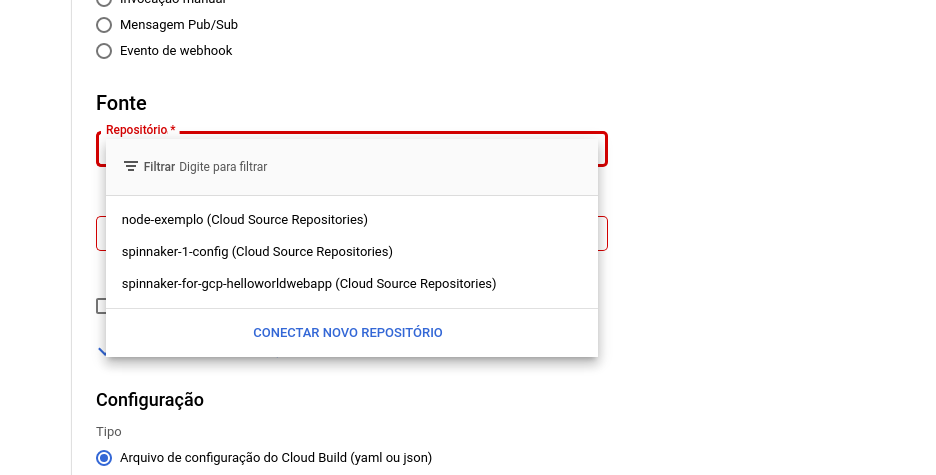 Invocação manual
Mensagem Pub/Sub
Evento de webhook
Fonte
Repositório *
Filtrar Digite para filtrar
node-exemplo (Cloud Source Repositories)
spinnaker-1-config (Cloud Source Repositories)
spinnaker-for-gcp-helloworldwebapp (Cloud Source Repositories)
CONECTAR NOVO REPOSITÓRIO
Configuração
Tipo
Arquivo de configuração do Cloud Build (yaml ou json)